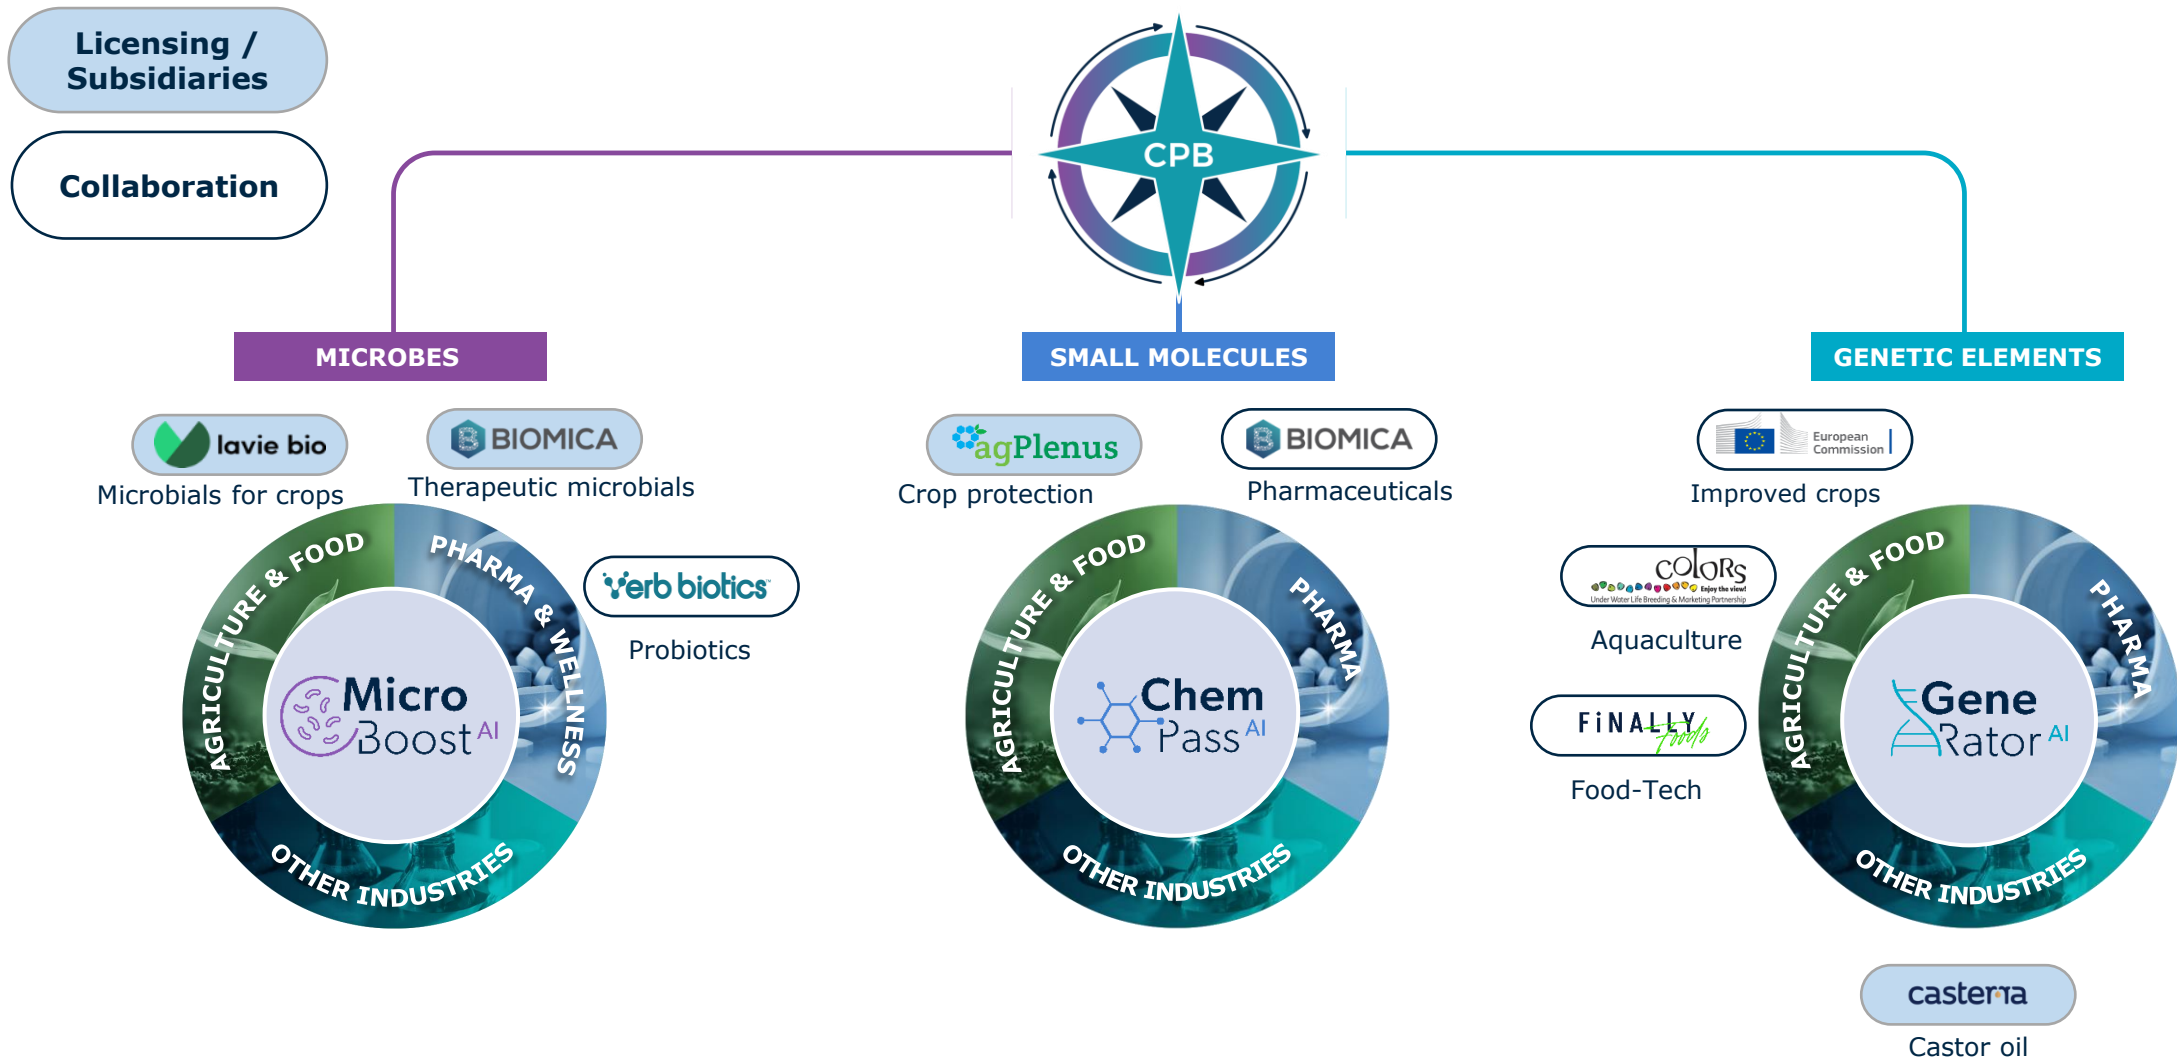 Licensing /
Subsidiaries
Collaboration
CPB
MICROBES
SMALL MOLECULES
GENETIC ELEMENTS
lavie bio
BIOMICA
Microbials for crops
Therapeutic microbials
AGRICULTURE & FOOD
PHARMA & WELLNESS
OTHER INDUSTRIES
Micro
Boost AI
Verb biotics™
Probiotics
agPlenus
BIOMICA
Crop protection
Pharmaceuticals
AGRICULTURE & FOOD
PHARMA
OTHER INDUSTRIES
Chem
Pass AI
European
Commission
Improved crops
COlORS
Enjoy the view!
Under Water Life Breeding & Marketing Partnership
Aquaculture
FiNALLY
Foods
Food-Tech
AGRICULTURE & FOOD
PHARMA
OTHER INDUSTRIES
Gene
Rator AI
casterra
Castor oil